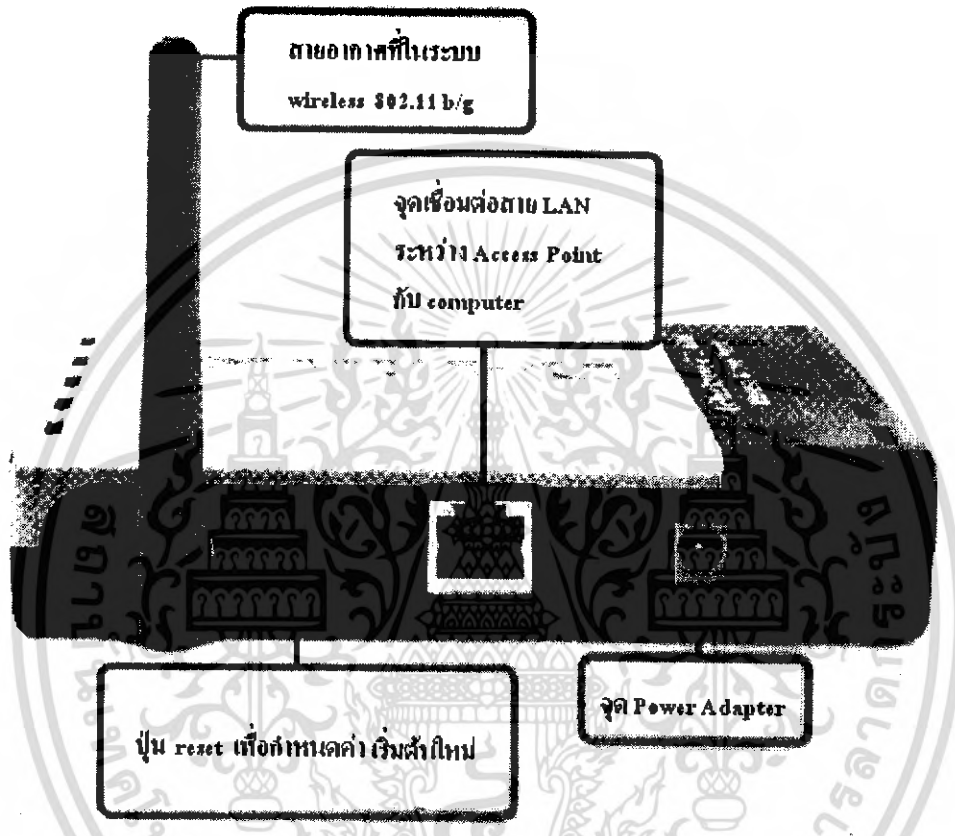 สายอากาศที่ในระบบ
wireless 802.11 b/g
จุดเชื่อมต่อสาย LAN
ระหว่าง Access Point
กับ computer
ปุ่ม reset เพื่อกำหนดค่า เริ่มต้นใหม่
จุด Power Adapter